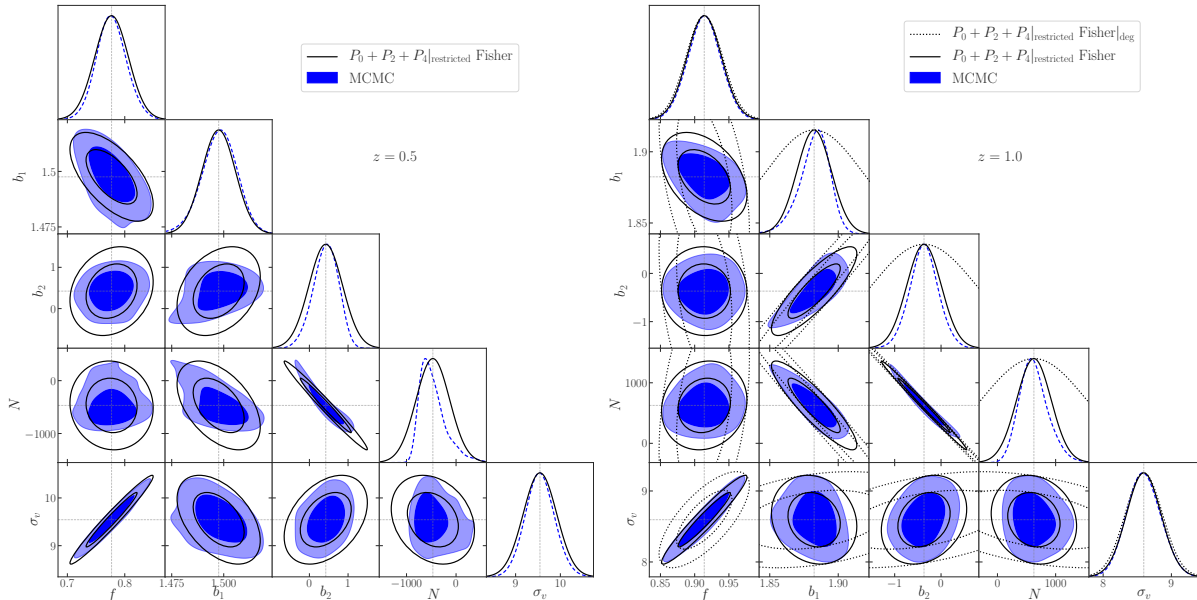 P₀ + P₂ + P₄|restricted Fisher
MCMC
z = 0.5
b₁
1.5
1.475
b₂
1
0
N
0
−1000
σᵥ
10
9
0.7
0.8
f
1.475
1.500
b₁
0
1
b₂
−1000
0
N
9
10
σᵥ
P₀ + P₂ + P₄|restricted Fisher|deg
P₀ + P₂ + P₄|restricted Fisher
MCMC
z = 1.0
b₁
1.9
1.85
b₂
0
−1
N
1000
0
σᵥ
9
8
0.85
0.90
0.95
f
1.85
1.90
b₁
−1
0
b₂
0
1000
N
8
9
σᵥ